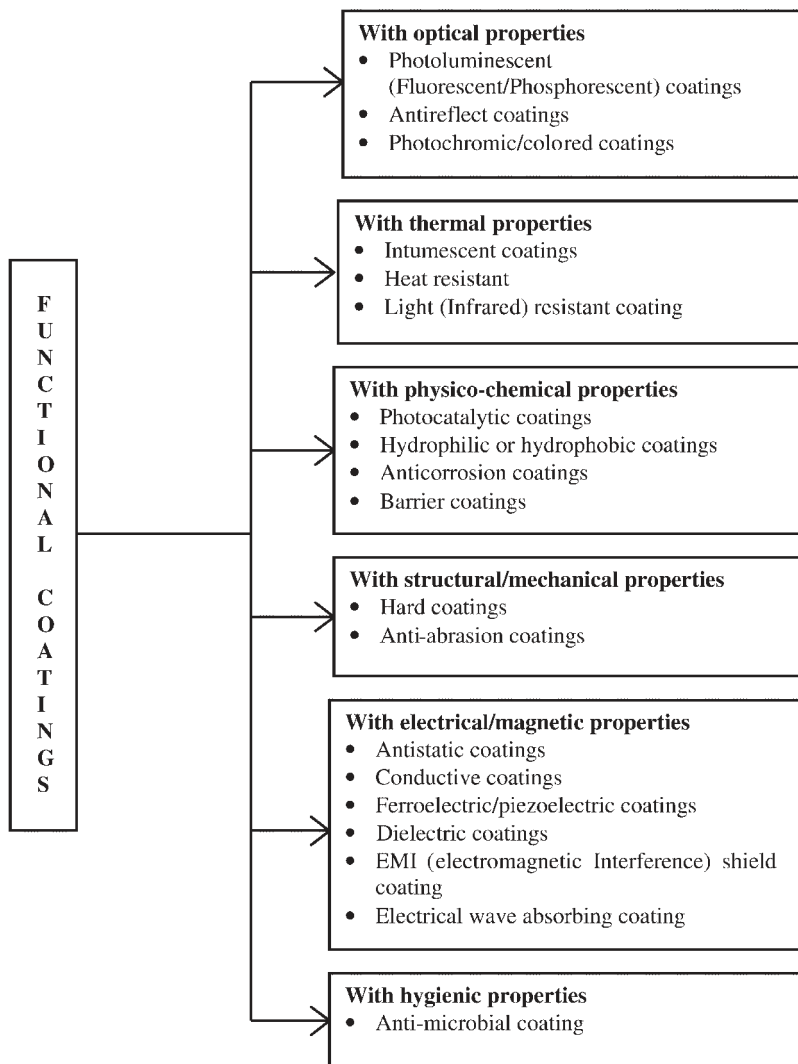 FUNCTIONAL COATINGS
With optical properties
• Photoluminescent
(Fluorescent/Phosphorescent) coatings
• Antireflect coatings
• Photochromic/colored coatings
With thermal properties
• Intumescent coatings
• Heat resistant
• Light (Infrared) resistant coating
With physico-chemical properties
• Photocatalytic coatings
• Hydrophilic or hydrophobic coatings
• Anticorrosion coatings
• Barrier coatings
With structural/mechanical properties
• Hard coatings
• Anti-abrasion coatings
With electrical/magnetic properties
• Antistatic coatings
• Conductive coatings
• Ferroelectric/piezoelectric coatings
• Dielectric coatings
• EMI (electromagnetic Interference) shield
coating
• Electrical wave absorbing coating
With hygienic properties
• Anti-microbial coating